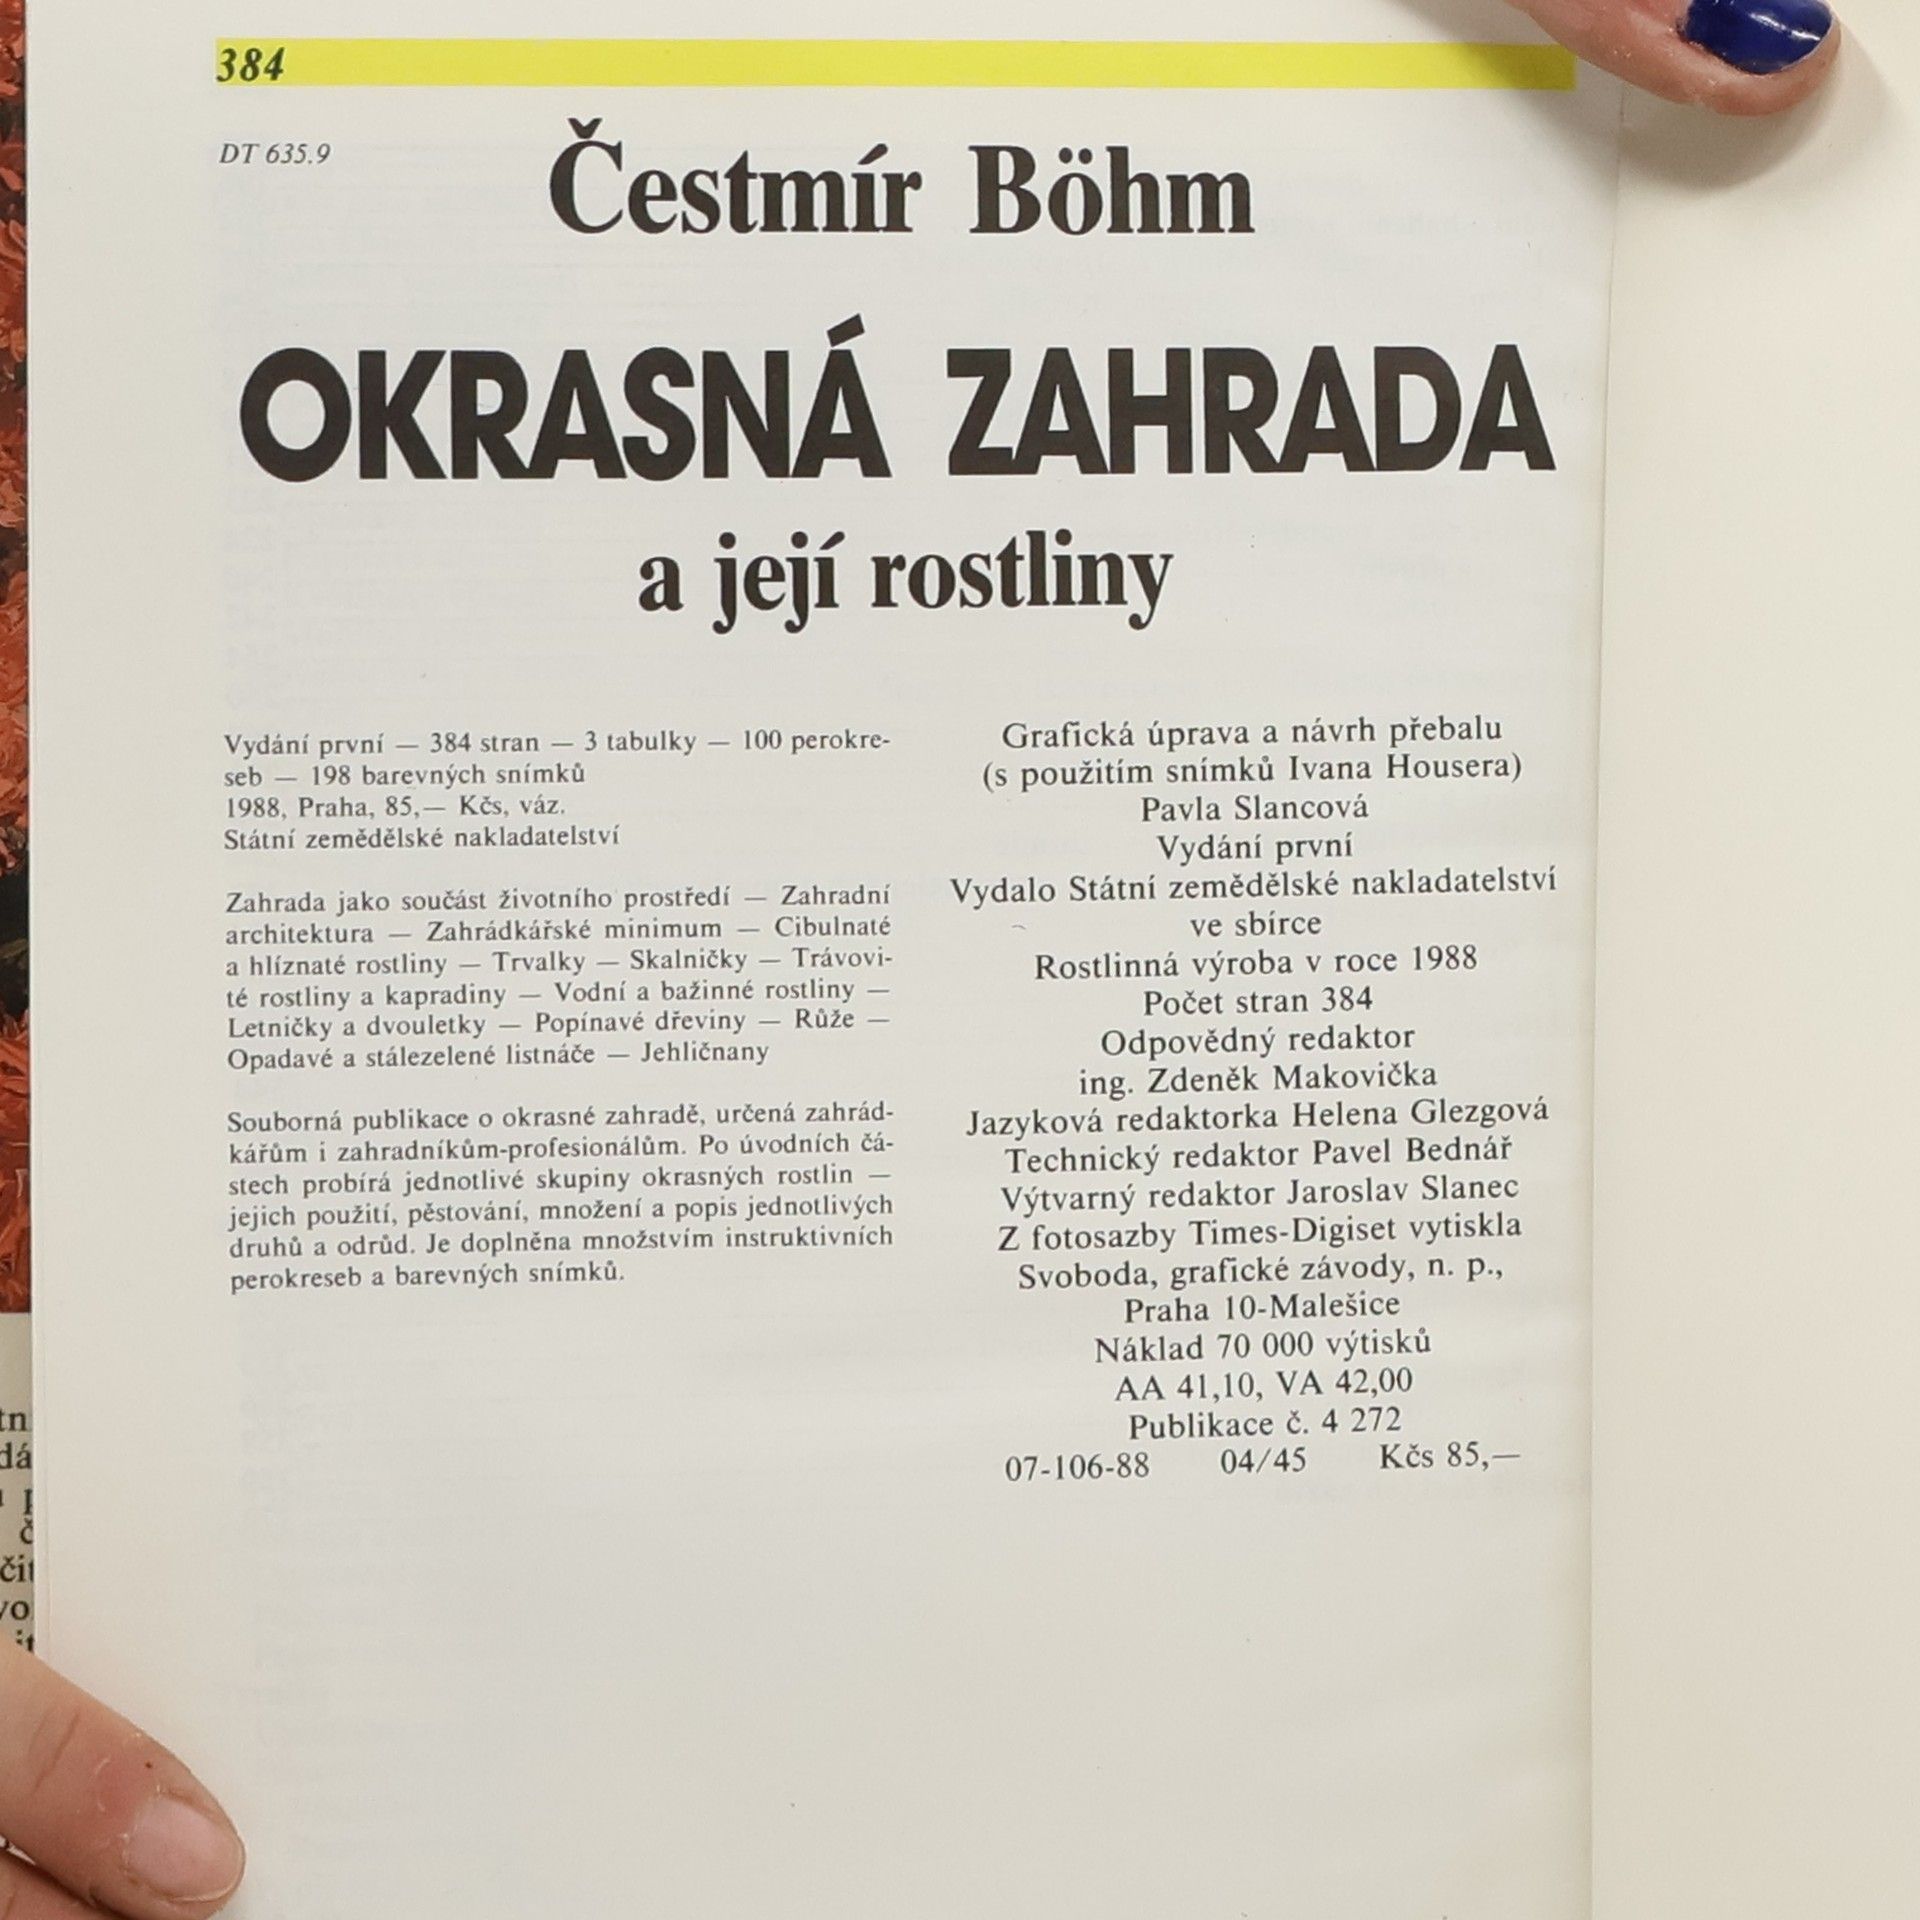 384
DT 635.9
Čestmír Böhm
OKRASNÁ ZAHRADA
a její rostliny
Vydání první — 384 stran — 3 tabulky — 100 perokre-
seb — 198 barevných snímků
1988, Praha, 85,— Kčs, váz.
Státní zemědělské nakladatelství
Zahrada jako součást životního prostředí — Zahradní
architektura — Zahrádkářské minimum — Cibulnaté
a hlíznaté rostliny — Trvalky — Skalničky — Trávovi-
té rostliny a kapradiny — Vodní a bažinné rostliny —
Letničky a dvouletky — Popínavé dřeviny — Růže —
Opadavé a stálezelené listnáče — Jehličnany
Souborná publikace o okrasné zahradě, určená zahrád-
kářům i zahradníkům-profesionálům. Po úvodních čá-
stech probírá jednotlivé skupiny okrasných rostlin —
jejich použití, pěstování, množení a popis jednotlivých
druhů a odrůd. Je doplněna množstvím instruktivních
perokreseb a barevných snímků.
Grafická úprava a návrh přebalu
(s použitím snímků Ivana Housera)
Pavla Slancová
Vydání první
Vydalo Státní zemědělské nakladatelství
ve sbírce
Rostlinná výroba v roce 1988
Počet stran 384
Odpovědný redaktor
ing. Zdeněk Makovička
Jazyková redaktorka Helena Glezgová
Technický redaktor Pavel Bednář
Výtvarný redaktor Jaroslav Slanec
Z fotosazby Times-Digiset vytiskla
Svoboda, grafické závody, n. p.,
Praha 10-Malešice
Náklad 70 000 výtisků
AA 41,10, VA 42,00
Publikace č. 4 272
07-106-88 04/45 Kčs 85,—